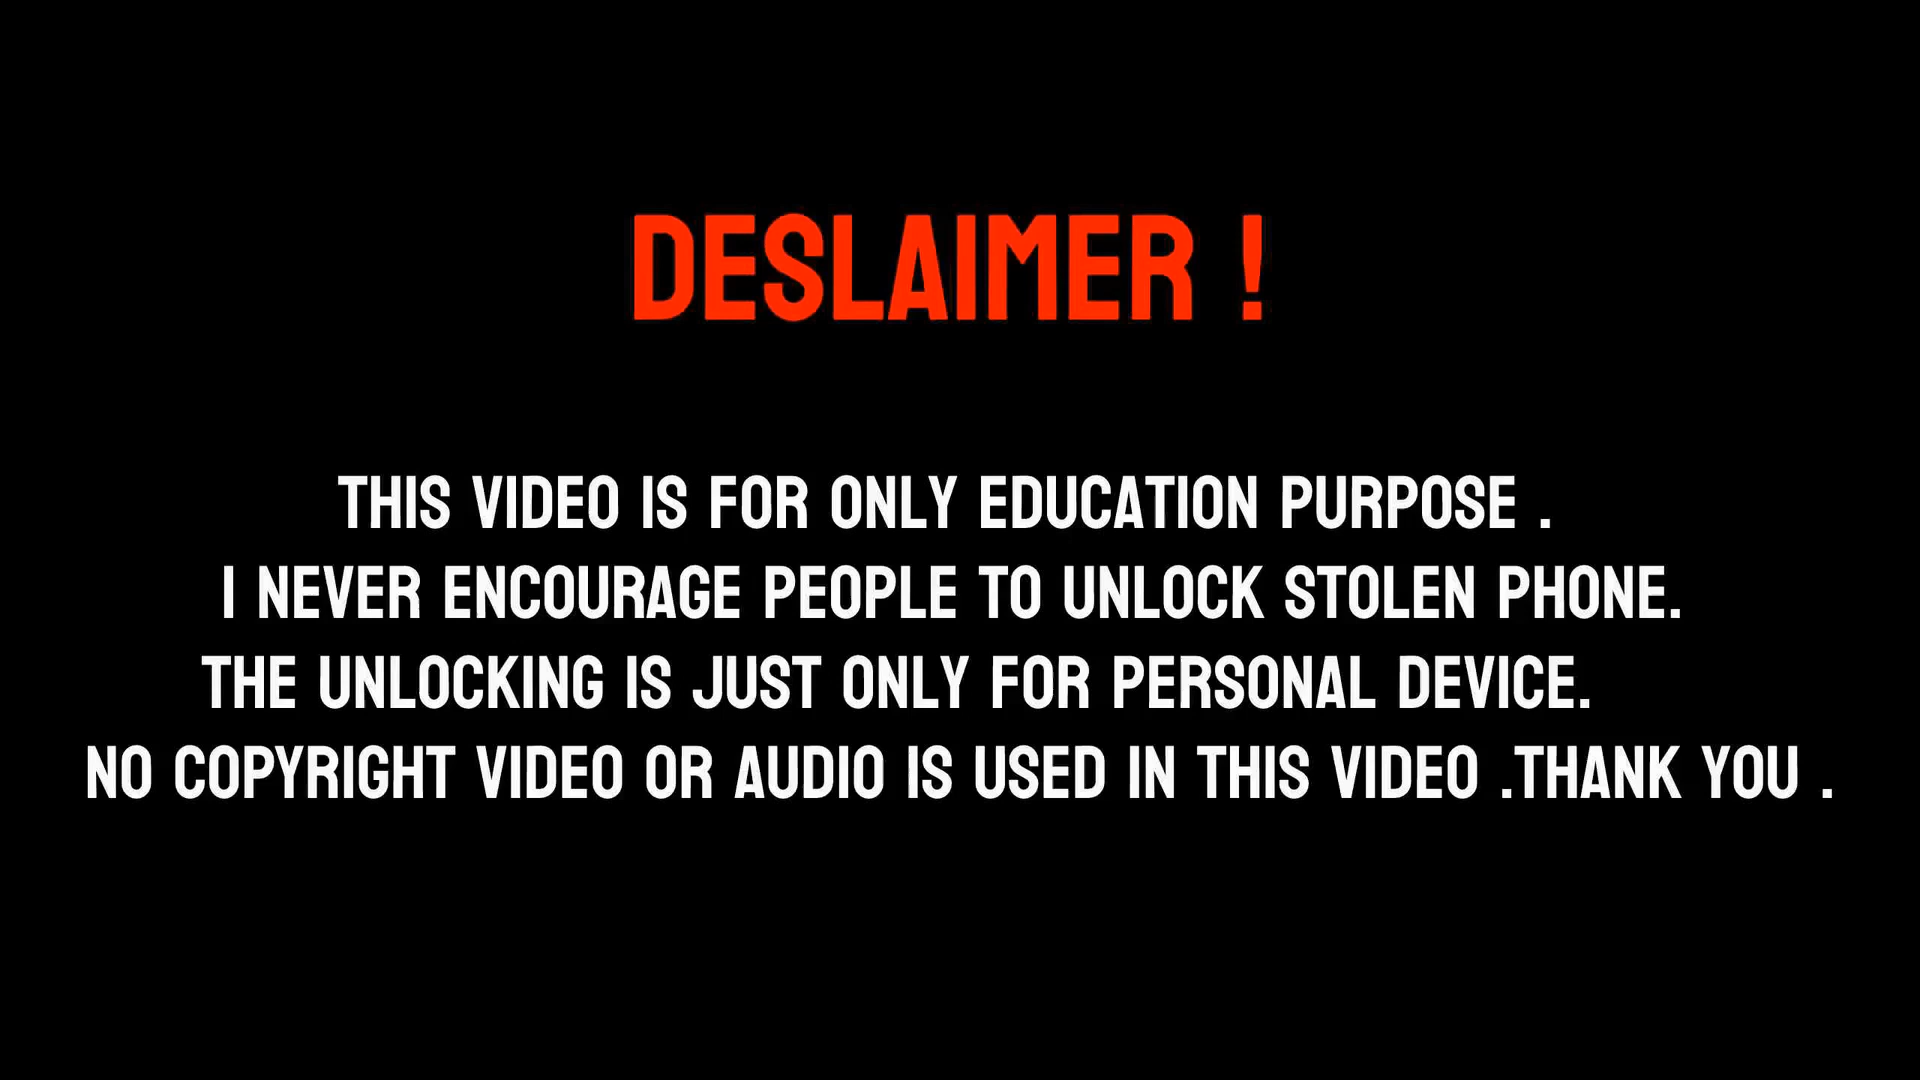 DESLAIMER !
THIS VIDEO IS FOR ONLY EDUCATION PURPOSE .
I NEVER ENCOURAGE PEOPLE TO UNLOCK STOLEN PHONE.
THE UNLOCKING IS JUST ONLY FOR PERSONAL DEVICE.
NO COPYRIGHT VIDEO OR AUDIO IS USED IN THIS VIDEO .THANK YOU .